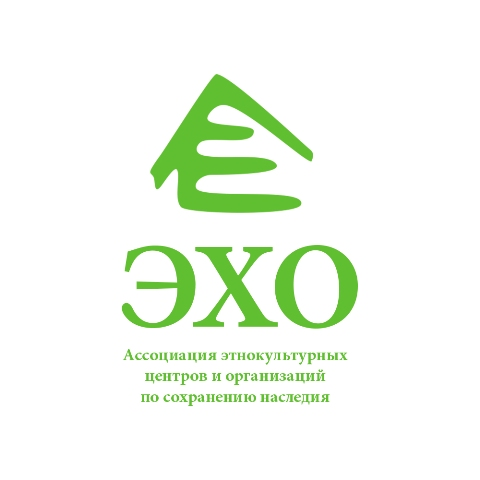 ЭХО
Ассоциация этнокультурных
центров и организаций
по сохранению наследия